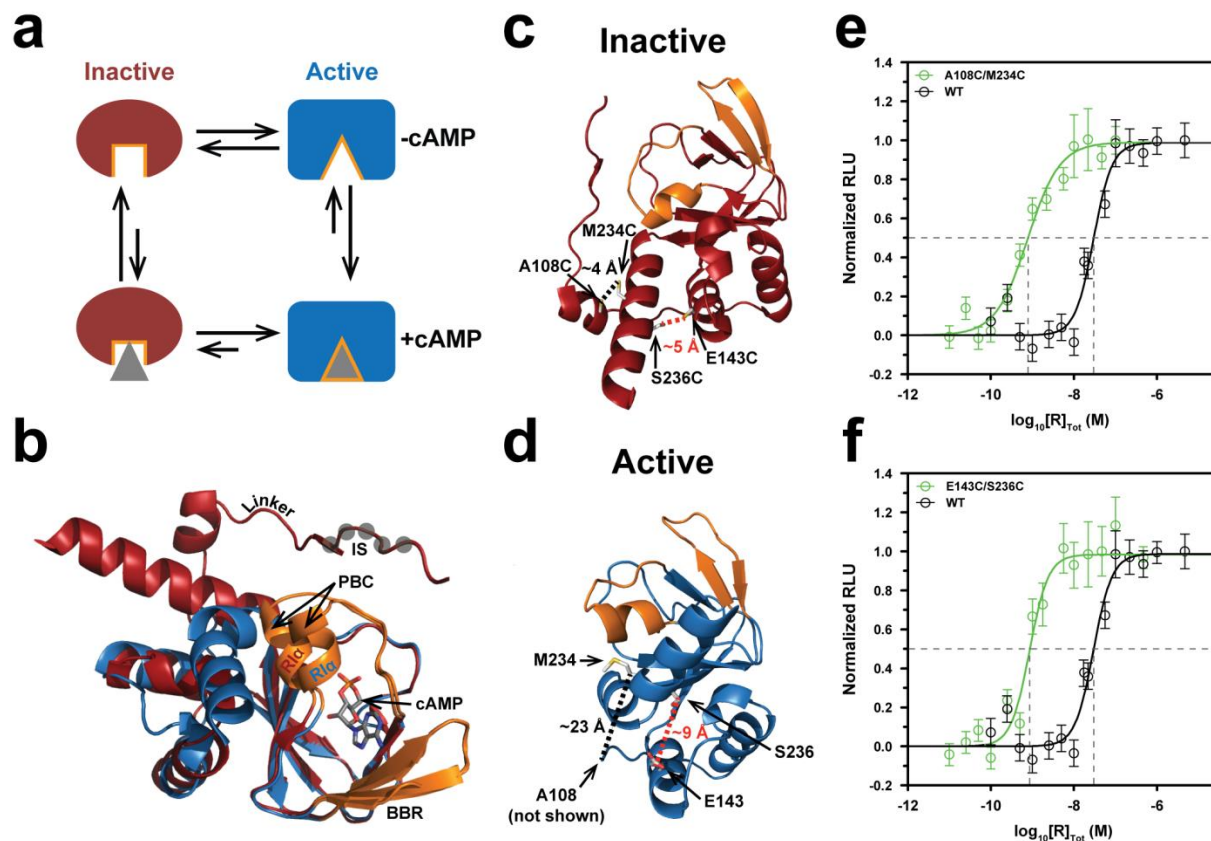 a
Inactive
Active
-cAMP
+cAMP
b
Linker
IS
PBC
RIα
RIα
cAMP
BBR
c
Inactive
M234C
A108C
~4 Å
~5 Å
E143C
S236C
d
Active
M234
~23 Å
~9 Å
S236
A108
(not shown)
E143
e
A108C/M234C
WT
Normalized RLU
1.4
1.2
1.0
0.8
0.6
0.4
0.2
0.0
-0.2
-12
-10
-8
-6
log10[R]Tot (M)
f
E143C/S236C
WT
Normalized RLU
1.4
1.2
1.0
0.8
0.6
0.4
0.2
0.0
-0.2
-12
-10
-8
-6
log10[R]Tot (M)